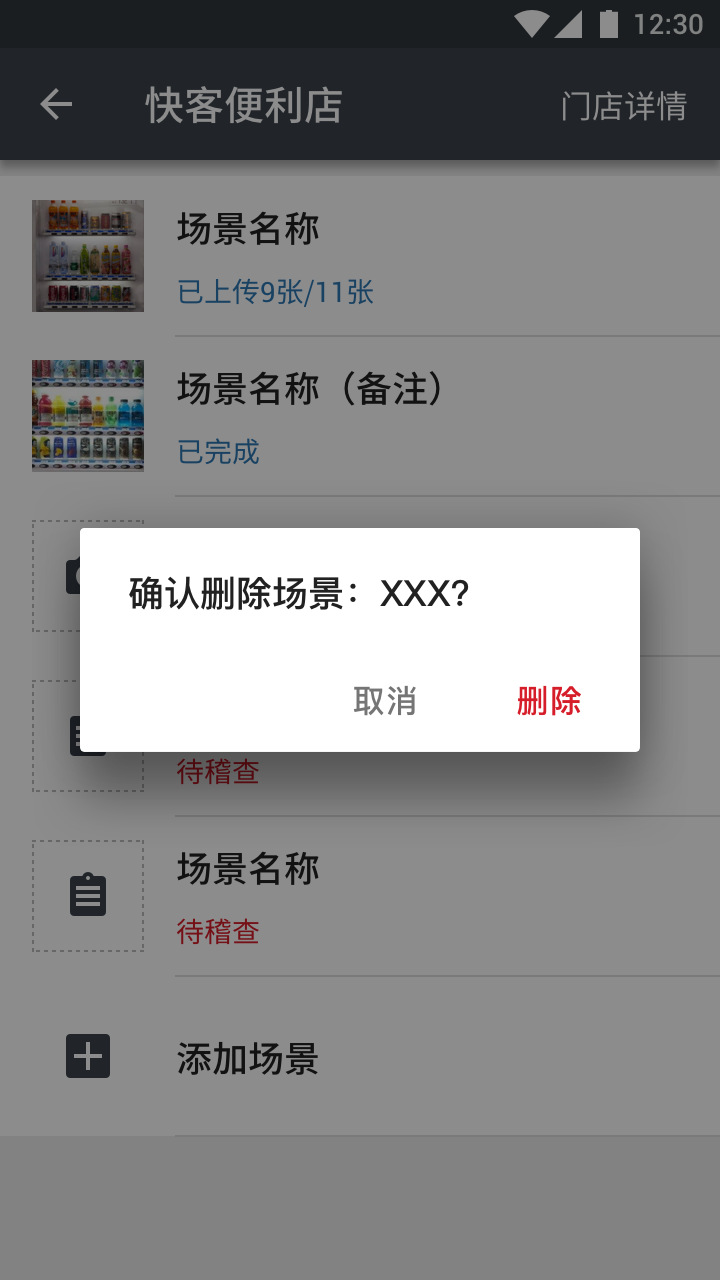 12:30
快客便利店
门店详情
场景名称
已上传9张/11张
场景名称（备注）
已完成
确认删除场景：XXX?
取消
删除
待稽查
场景名称
待稽查
添加场景